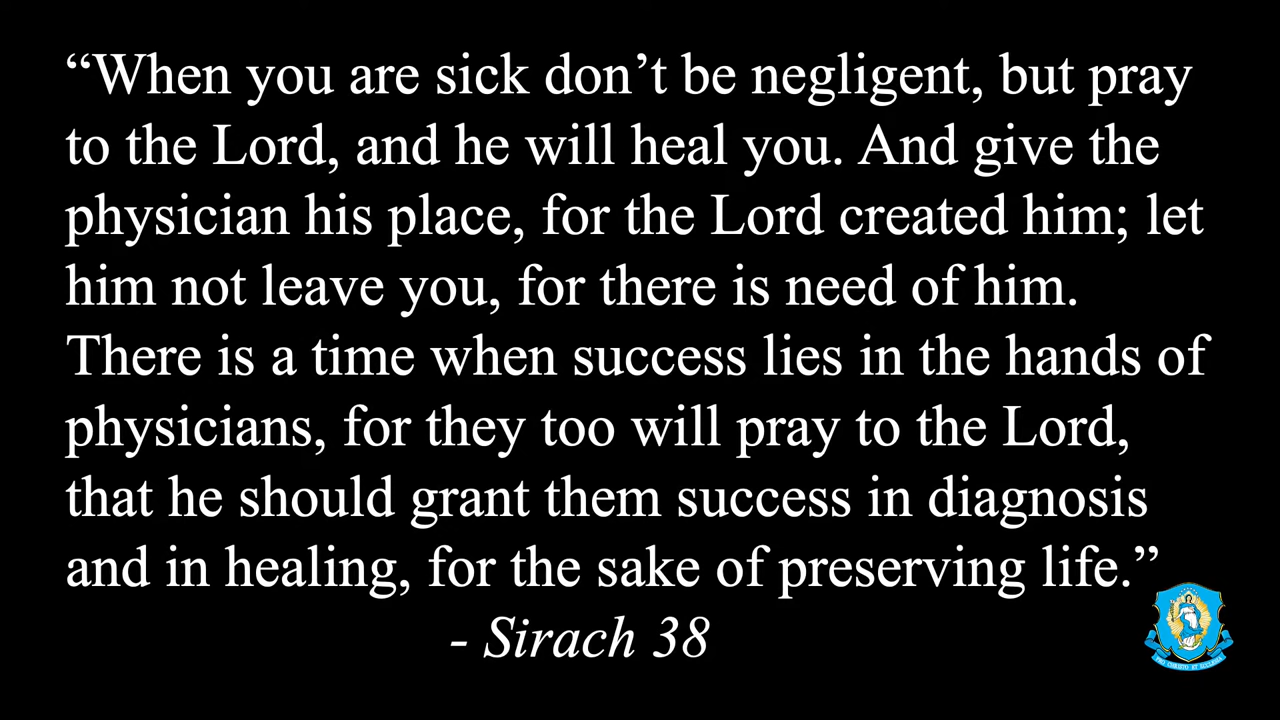 “When you are sick don’t be negligent, but pray
to the Lord, and he will heal you. And give the
physician his place, for the Lord created him; let
him not leave you, for there is need of him.
There is a time when success lies in the hands of
physicians, for they too will pray to the Lord,
that he should grant them success in diagnosis
and in healing, for the sake of preserving life.”
- Sirach 38
PRO CHRISTO ET ECCLESIA